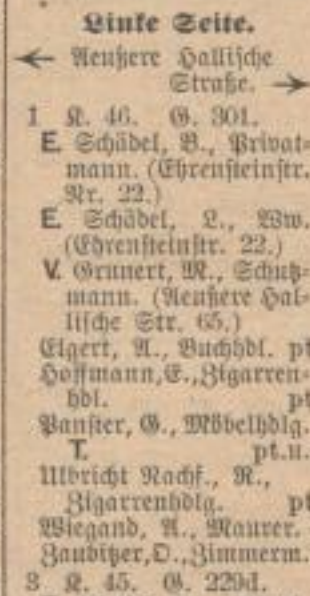 Linke Seite.
← Aeußere Hallische
Straße. →
1 K. 46. G. 301.
E. Schädel, B., Privat-
mann. (Ehrensteinstr.
Nr. 22.)
E. Schädel, L., Ww.
(Ehrensteinstr. 22.)
V. Grunert, M., Schutz-
mann. (Aeußere Hal-
lische Str. 65.)
Elgert, A., Buchhdl. pt
Hoffmann, E., Zigarren-
hdl. pt
Panster, G., Möbelhdlg.
T. pt.u.
Ulbricht Nachf., R.,
Zigarrenhdlg. pt
Wiegand, A., Maurer.
Zaubitzer, O., Zimmerm.
3 K. 45. G. 229d.